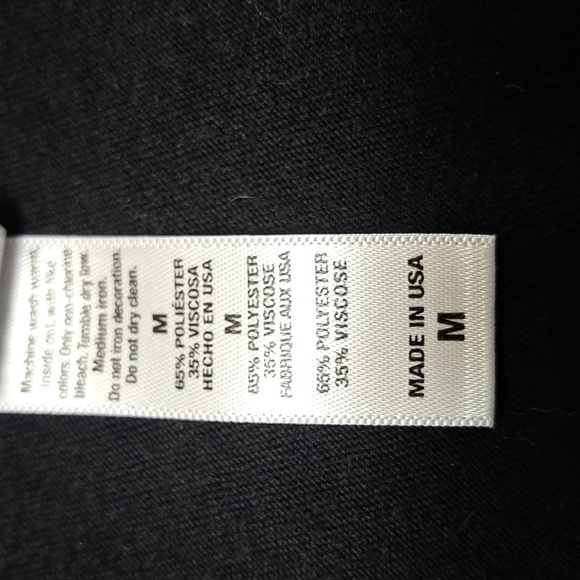 Machine wash warm,
inside out, with like
colors. Only non-chlorine
bleach. Tumble dry low.
Medium iron.
Do not iron decoration.
Do not dry clean.
M
65% POLIÉSTER
35% VISCOSA
HECHO EN USA
M
65% POLYESTER
35% VISCOSE
FABRIQUE AUX USA
65% POLYESTER
35% VISCOSE
MADE IN USA
M